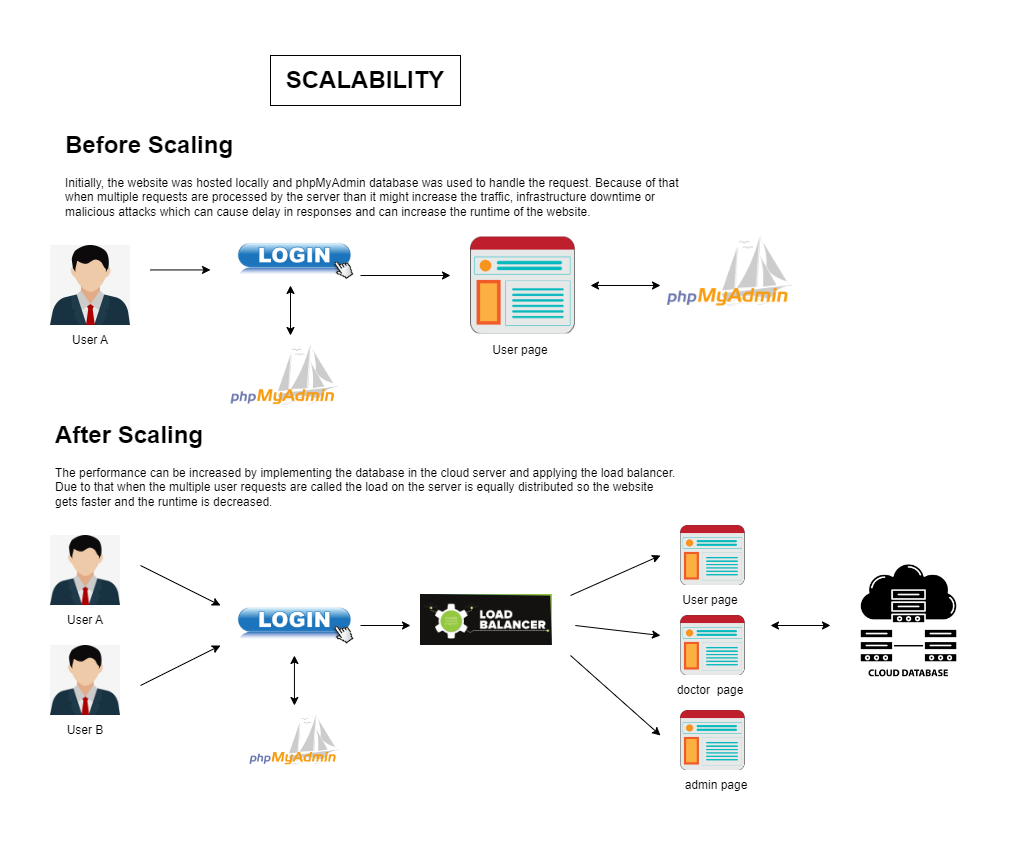 SCALABILITY
Before Scaling
Initially, the website was hosted locally and phpMyAdmin database was used to handle the request. Because of that
when multiple requests are processed by the server than it might increase the traffic, infrastructure downtime or
malicious attacks which can cause delay in responses and can increase the runtime of the website.
LOGIN
phpMyAdmin
User A
User page
phpMyAdmin
After Scaling
The performance can be increased by implementing the database in the cloud server and applying the load balancer.
Due to that when the multiple user requests are called the load on the server is equally distributed so the website
gets faster and the runtime is decreased.
User A
LOGIN
LOAD
BALANCER
User page
doctor page
CLOUD DATABASE
User B
phpMyAdmin
admin page